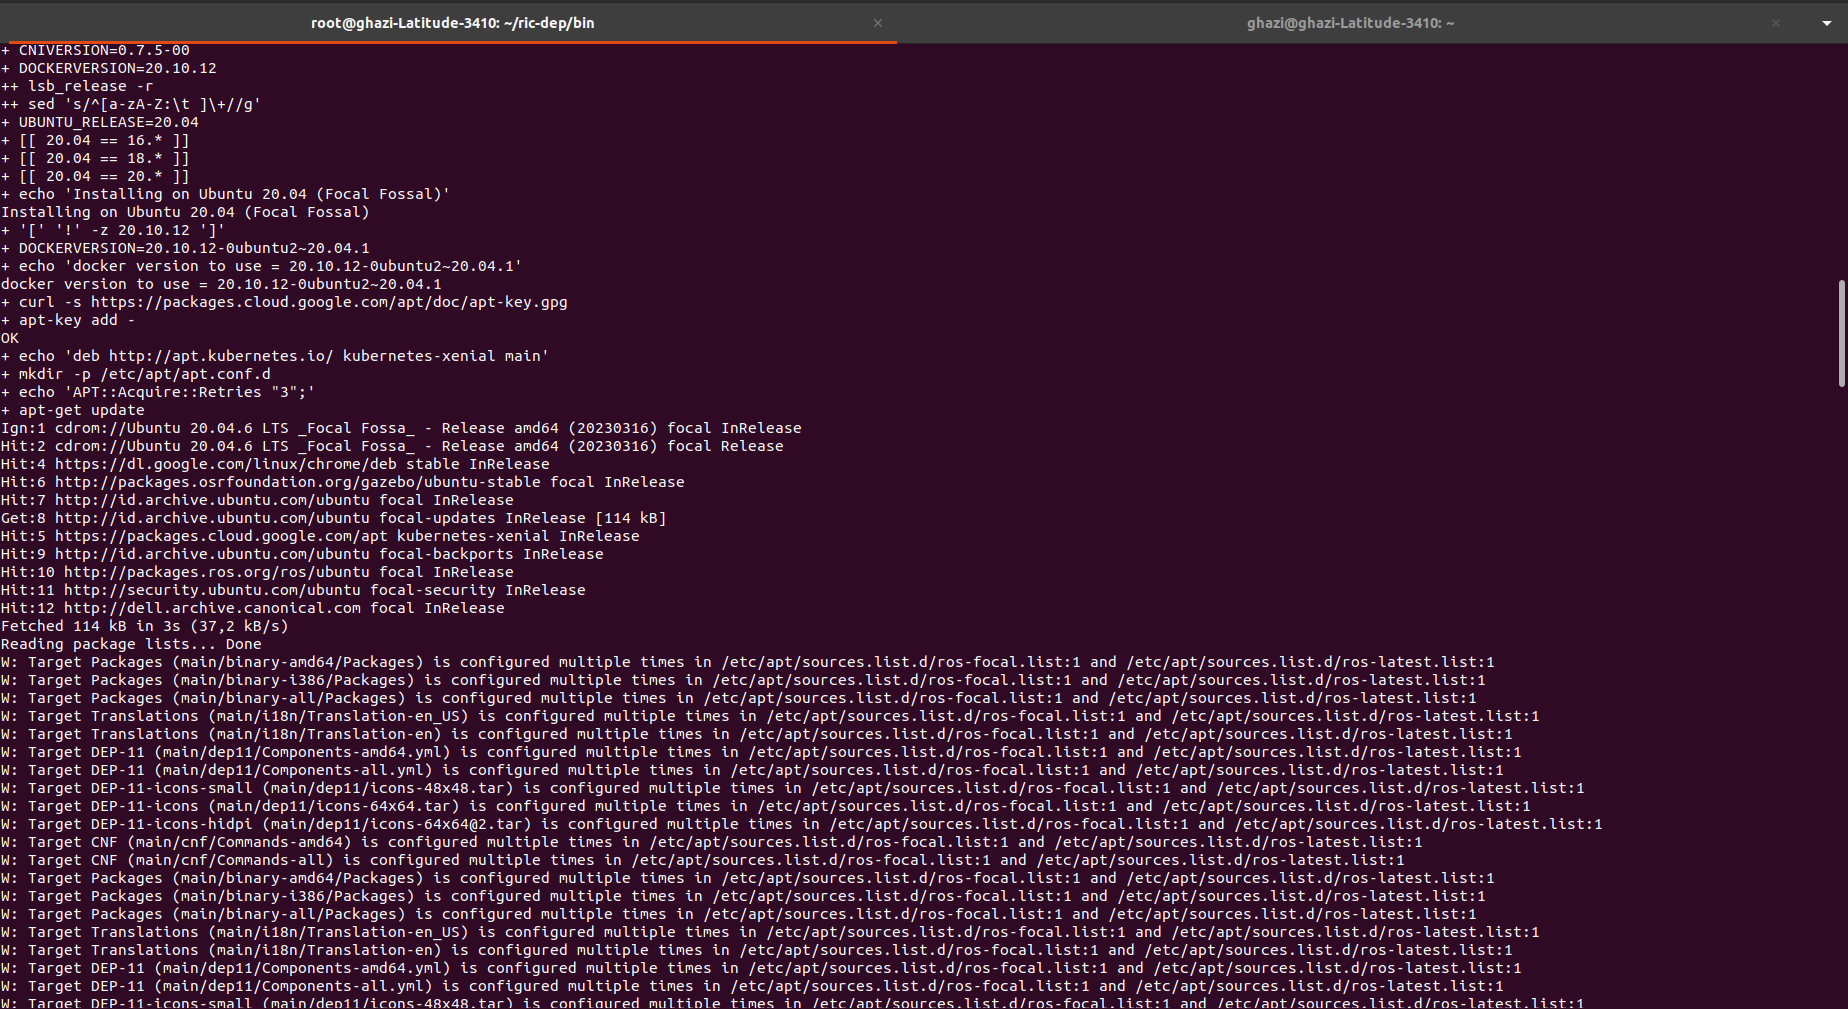 root@ghazi-Latitude-3410: ~/ric-dep/bin
ghazi@ghazi-Latitude-3410: ~
+ CNIVERSION=0.7.5-00
+ DOCKERVERSION=20.10.12
++ lsb_release -r
++ sed 's/^[a-zA-Z:\t ]\+//g'
+ UBUNTU_RELEASE=20.04
+ [[ 20.04 == 16.* ]]
+ [[ 20.04 == 18.* ]]
+ [[ 20.04 == 20.* ]]
+ echo 'Installing on Ubuntu 20.04 (Focal Fossal)'
Installing on Ubuntu 20.04 (Focal Fossal)
+ '[' '!' -z 20.10.12 ']'
+ DOCKERVERSION=20.10.12-0ubuntu2~20.04.1
+ echo 'docker version to use = 20.10.12-0ubuntu2~20.04.1'
docker version to use = 20.10.12-0ubuntu2~20.04.1
+ curl -s https://packages.cloud.google.com/apt/doc/apt-key.gpg
+ apt-key add -
OK
+ echo 'deb http://apt.kubernetes.io/ kubernetes-xenial main'
+ mkdir -p /etc/apt/apt.conf.d
+ echo 'APT::Acquire::Retries "3";'
+ apt-get update
Ign:1 cdrom://Ubuntu 20.04.6 LTS _Focal Fossa_ - Release amd64 (20230316) focal InRelease
Hit:2 cdrom://Ubuntu 20.04.6 LTS _Focal Fossa_ - Release amd64 (20230316) focal Release
Hit:4 https://dl.google.com/linux/chrome/deb stable InRelease
Hit:6 http://packages.osrfoundation.org/gazebo/ubuntu-stable focal InRelease
Hit:7 http://id.archive.ubuntu.com/ubuntu focal InRelease
Get:8 http://id.archive.ubuntu.com/ubuntu focal-updates InRelease [114 kB]
Hit:5 https://packages.cloud.google.com/apt kubernetes-xenial InRelease
Hit:9 http://id.archive.ubuntu.com/ubuntu focal-backports InRelease
Hit:10 http://packages.ros.org/ros/ubuntu focal InRelease
Hit:11 http://security.ubuntu.com/ubuntu focal-security InRelease
Hit:12 http://dell.archive.canonical.com focal InRelease
Fetched 114 kB in 3s (37,2 kB/s)
Reading package lists... Done
W: Target Packages (main/binary-amd64/Packages) is configured multiple times in /etc/apt/sources.list.d/ros-focal.list:1 and /etc/apt/sources.list.d/ros-latest.list:1
W: Target Packages (main/binary-i386/Packages) is configured multiple times in /etc/apt/sources.list.d/ros-focal.list:1 and /etc/apt/sources.list.d/ros-latest.list:1
W: Target Packages (main/binary-all/Packages) is configured multiple times in /etc/apt/sources.list.d/ros-focal.list:1 and /etc/apt/sources.list.d/ros-latest.list:1
W: Target Translations (main/i18n/Translation-en_US) is configured multiple times in /etc/apt/sources.list.d/ros-focal.list:1 and /etc/apt/sources.list.d/ros-latest.list:1
W: Target Translations (main/i18n/Translation-en) is configured multiple times in /etc/apt/sources.list.d/ros-focal.list:1 and /etc/apt/sources.list.d/ros-latest.list:1
W: Target DEP-11 (main/dep11/Components-amd64.yml) is configured multiple times in /etc/apt/sources.list.d/ros-focal.list:1 and /etc/apt/sources.list.d/ros-latest.list:1
W: Target DEP-11 (main/dep11/Components-all.yml) is configured multiple times in /etc/apt/sources.list.d/ros-focal.list:1 and /etc/apt/sources.list.d/ros-latest.list:1
W: Target DEP-11-icons-small (main/dep11/icons-48x48.tar) is configured multiple times in /etc/apt/sources.list.d/ros-focal.list:1 and /etc/apt/sources.list.d/ros-latest.list:1
W: Target DEP-11-icons (main/dep11/icons-64x64.tar) is configured multiple times in /etc/apt/sources.list.d/ros-focal.list:1 and /etc/apt/sources.list.d/ros-latest.list:1
W: Target DEP-11-icons-hidpi (main/dep11/icons-64x64@2.tar) is configured multiple times in /etc/apt/sources.list.d/ros-focal.list:1 and /etc/apt/sources.list.d/ros-latest.list:1
W: Target CNF (main/cnf/Commands-amd64) is configured multiple times in /etc/apt/sources.list.d/ros-focal.list:1 and /etc/apt/sources.list.d/ros-latest.list:1
W: Target CNF (main/cnf/Commands-all) is configured multiple times in /etc/apt/sources.list.d/ros-focal.list:1 and /etc/apt/sources.list.d/ros-latest.list:1
W: Target Packages (main/binary-amd64/Packages) is configured multiple times in /etc/apt/sources.list.d/ros-focal.list:1 and /etc/apt/sources.list.d/ros-latest.list:1
W: Target Packages (main/binary-i386/Packages) is configured multiple times in /etc/apt/sources.list.d/ros-focal.list:1 and /etc/apt/sources.list.d/ros-latest.list:1
W: Target Packages (main/binary-all/Packages) is configured multiple times in /etc/apt/sources.list.d/ros-focal.list:1 and /etc/apt/sources.list.d/ros-latest.list:1
W: Target Translations (main/i18n/Translation-en_US) is configured multiple times in /etc/apt/sources.list.d/ros-focal.list:1 and /etc/apt/sources.list.d/ros-latest.list:1
W: Target Translations (main/i18n/Translation-en) is configured multiple times in /etc/apt/sources.list.d/ros-focal.list:1 and /etc/apt/sources.list.d/ros-latest.list:1
W: Target DEP-11 (main/dep11/Components-amd64.yml) is configured multiple times in /etc/apt/sources.list.d/ros-focal.list:1 and /etc/apt/sources.list.d/ros-latest.list:1
W: Target DEP-11 (main/dep11/Components-all.yml) is configured multiple times in /etc/apt/sources.list.d/ros-focal.list:1 and /etc/apt/sources.list.d/ros-latest.list:1
W: Target DEP-11-icons-small (main/dep11/icons-48x48.tar) is configured multiple times in /etc/apt/sources.list.d/ros-focal.list:1 and /etc/apt/sources.list.d/ros-latest.list:1